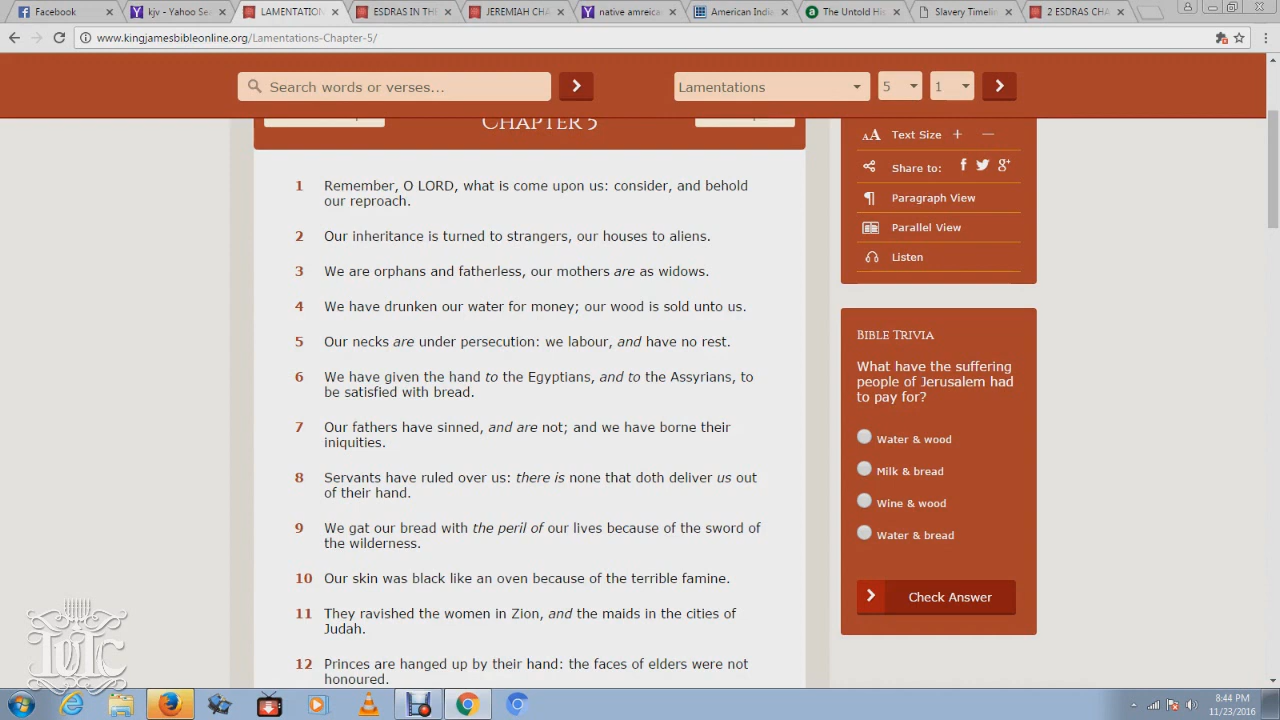 Facebook
kjv - Yahoo Se
LAMENTATION
ESDRAS IN THE
JEREMIAH CHA
native amreica
American Indi
The Untold His
Slavery Timelin
2 ESDRAS CHA
www.kingjamesbibleonline.org/Lamentations-Chapter-5/
Search words or verses...
Lamentations
5
1
Chapter 5
1 Remember, O LORD, what is come upon us: consider, and behold
our reproach.
2 Our inheritance is turned to strangers, our houses to aliens.
3 We are orphans and fatherless, our mothers are as widows.
4 We have drunken our water for money; our wood is sold unto us.
5 Our necks are under persecution: we labour, and have no rest.
6 We have given the hand to the Egyptians, and to the Assyrians, to
be satisfied with bread.
7 Our fathers have sinned, and are not; and we have borne their
iniquities.
8 Servants have ruled over us: there is none that doth deliver us out
of their hand.
9 We gat our bread with the peril of our lives because of the sword of
the wilderness.
10 Our skin was black like an oven because of the terrible famine.
11 They ravished the women in Zion, and the maids in the cities of
Judah.
12 Princes are hanged up by their hand: the faces of elders were not
honoured.
AA Text Size + —
Share to: f g+
Paragraph View
Parallel View
Listen
Bible Trivia
What have the suffering
people of Jerusalem had
to pay for?
Water & wood
Milk & bread
Wine & wood
Water & bread
Check Answer
8:44 PM
11/23/2016